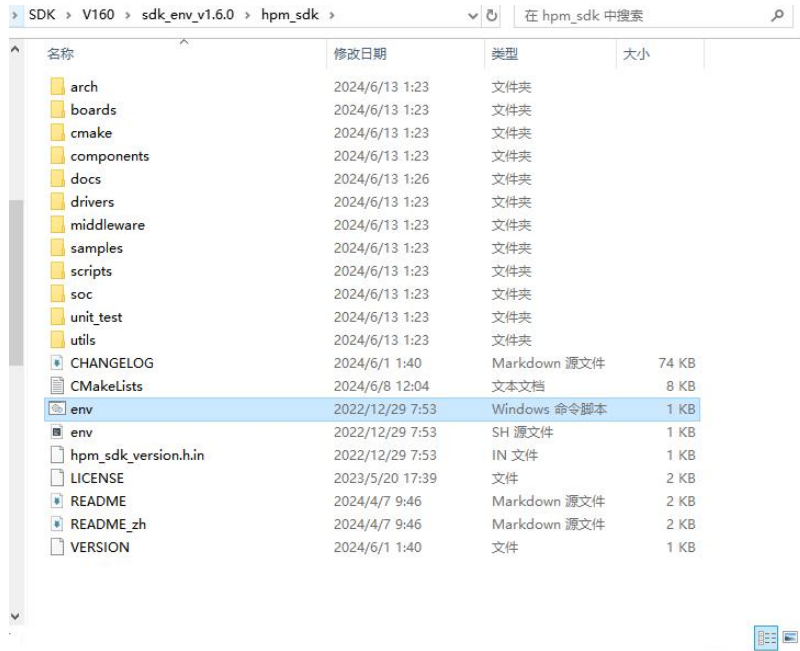 SDK > V160 > sdk_env_v1.6.0 > hpm_sdk > 在 hpm_sdk 中搜索
名称 修改日期 类型 大小
arch 2024/6/13 1:23 文件夹
boards 2024/6/13 1:23 文件夹
cmake 2024/6/13 1:23 文件夹
components 2024/6/13 1:23 文件夹
docs 2024/6/13 1:26 文件夹
drivers 2024/6/13 1:23 文件夹
middleware 2024/6/13 1:23 文件夹
samples 2024/6/13 1:23 文件夹
scripts 2024/6/13 1:23 文件夹
soc 2024/6/13 1:23 文件夹
unit_test 2024/6/13 1:23 文件夹
utils 2024/6/13 1:23 文件夹
CHANGELOG 2024/6/1 1:40 Markdown 源文件 74 KB
CMakeLists 2024/6/8 12:04 文本文档 8 KB
env 2022/12/29 7:53 Windows 命令脚本 1 KB
env 2022/12/29 7:53 SH 源文件 1 KB
hpm_sdk_version.h.in 2022/12/29 7:53 IN 文件 1 KB
LICENSE 2023/5/20 17:39 文件 2 KB
README 2024/4/7 9:46 Markdown 源文件 2 KB
README_zh 2024/4/7 9:46 Markdown 源文件 2 KB
VERSION 2024/6/1 1:40 文件 1 KB